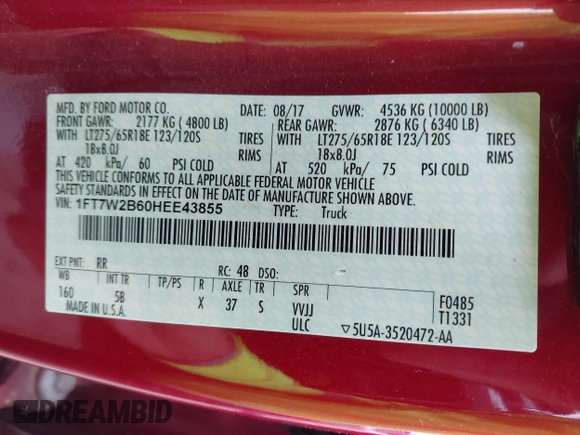 MFD. BY FORD MOTOR CO. DATE: 08/17 GVWR: 4536 KG (10000 LB)
FRONT GAWR: 2177 KG (4800 LB) REAR GAWR: 2876 KG (6340 LB)
WITH LT275/65R18E 123/120S TIRES WITH LT275/65R18E 123/120S TIRES
18x8.0J RIMS 18x8.0J RIMS
AT 420 kPa/ 60 PSI COLD AT 520 kPa/ 75 PSI COLD
THIS VEHICLE CONFORMS TO ALL APPLICABLE FEDERAL MOTOR VEHICLE
SAFETY STANDARDS IN EFFECT ON THE DATE OF MANUFACTURE SHOWN ABOVE.
VIN: 1FT7W2B60HEE43855 TYPE: Truck
EXT PNT: RR RC: 48 DSO:
WB INT TR TP/PS R AXLE TR SPR
160 5B X 37 S VVJJ F0485
MADE IN U.S.A. ULC T1331
▽5U5A-3520472-AA
DREAMBID